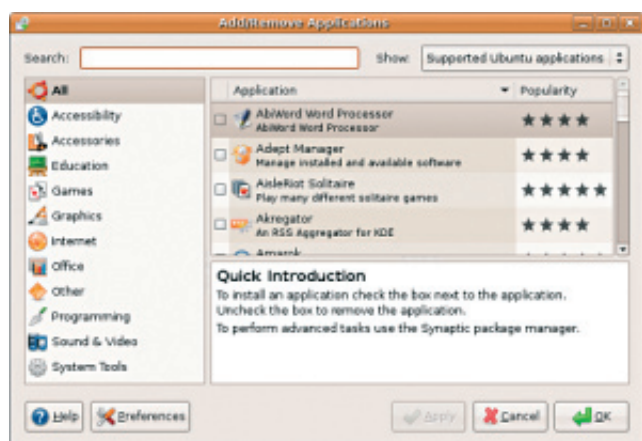 Add/Remove Applications
Search:
Show:
Supported Ubuntu applications
All
Accessibility
Accessories
Education
Games
Graphics
Internet
Office
Other
Programming
Sound & Video
System Tools
Application
Popularity
AbiWord Word Processor
AbiWord Word Processor
Adept Manager
Manage installed and available software
AisleRiot Solitaire
Play many different solitaire games
Akregator
An RSS Aggregator for KDE
Amarok
Quick Introduction
To install an application check the box next to the application.
Uncheck the box to remove the application.
To perform advanced tasks use the Synaptic package manager.
Help
Preferences
Apply
Cancel
OK